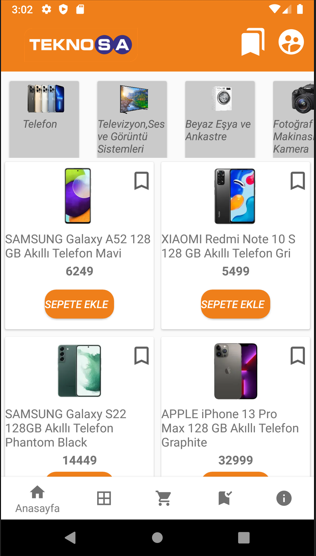 3:02
TEKNOSA
Telefon
Televizyon,Ses
ve Görüntü
Sistemleri
Beyaz Eşya ve
Ankastre
Fotoğraf
Makinas
Kamera
SAMSUNG Galaxy A52 128
GB Akıllı Telefon Mavi
6249
SEPETE EKLE
XIAOMI Redmi Note 10 S
128 GB Akıllı Telefon Gri
5499
SEPETE EKLE
SAMSUNG Galaxy S22
128GB Akıllı Telefon
Phantom Black
14449
APPLE iPhone 13 Pro
Max 128 GB Akıllı Telefon
Graphite
32999
Anasayfa